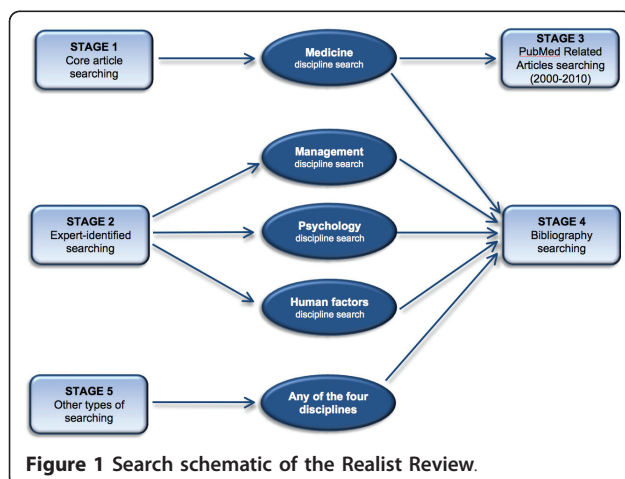 STAGE 1
Core article
searching
Medicine
discipline search
STAGE 3
PubMed Related
Articles searching
(2000-2010)
Management
discipline search
STAGE 2
Expert-identified
searching
Psychology
discipline search
STAGE 4
Bibliography
searching
Human factors
discipline search
STAGE 5
Other types of
searching
Any of the four
disciplines
Figure 1 Search schematic of the Realist Review.